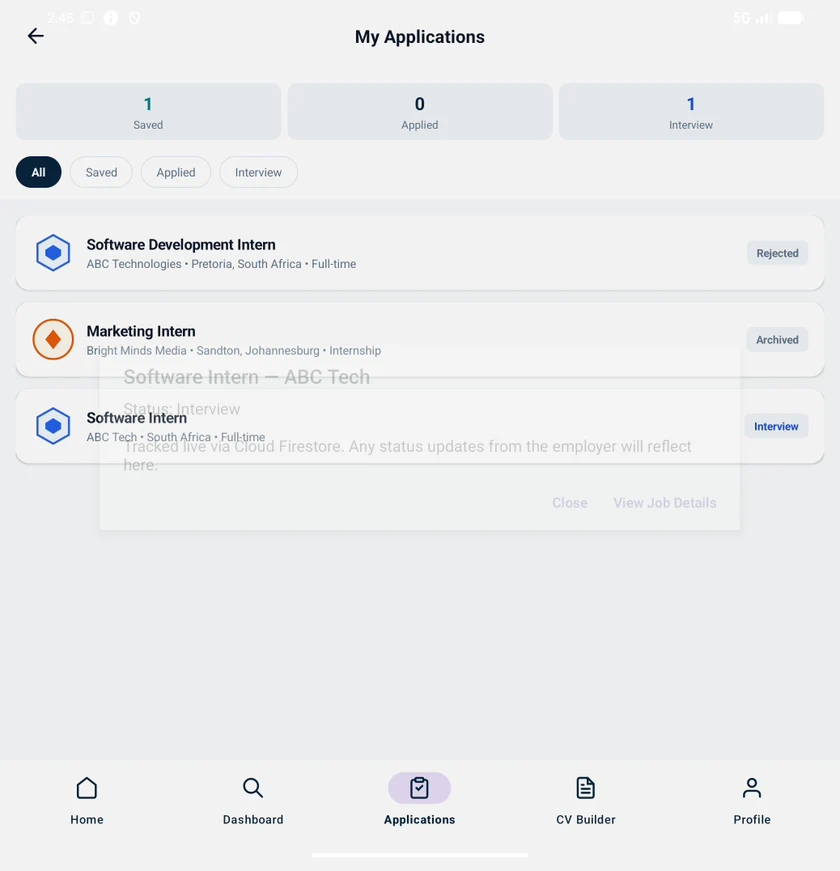 2:45
5G
My Applications
1
Saved
0
Applied
1
Interview
All
Saved
Applied
Interview
Software Development Intern
ABC Technologies • Pretoria, South Africa • Full-time
Rejected
Marketing Intern
Bright Minds Media • Sandton, Johannesburg • Internship
Archived
Software Intern
ABC Tech • South Africa • Full-time
Interview
Software Intern — ABC Tech
Status: Interview
Tracked live via Cloud Firestore. Any status updates from the employer will reflect
here.
Close
View Job Details
Home
Dashboard
Applications
CV Builder
Profile